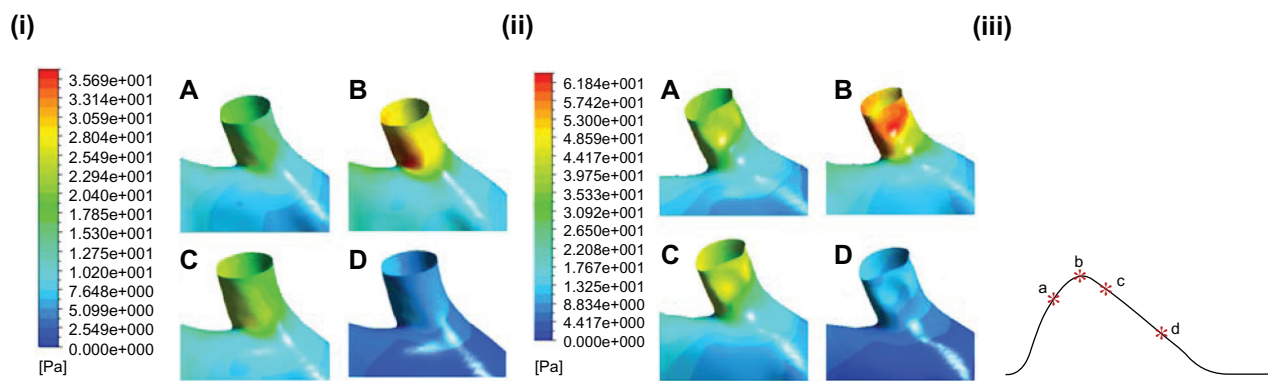 (i)
3.569e+001
3.314e+001
3.059e+001
2.804e+001
2.549e+001
2.294e+001
2.040e+001
1.785e+001
1.530e+001
1.275e+001
1.020e+001
7.648e+000
5.099e+000
2.549e+000
0.000e+000
[Pa]
A
B
C
D
(ii)
6.184e+001
5.742e+001
5.300e+001
4.859e+001
4.417e+001
3.975e+001
3.533e+001
3.092e+001
2.650e+001
2.208e+001
1.767e+001
1.325e+001
8.834e+000
4.417e+000
0.000e+000
[Pa]
A
B
C
D
(iii)
a
b
c
d